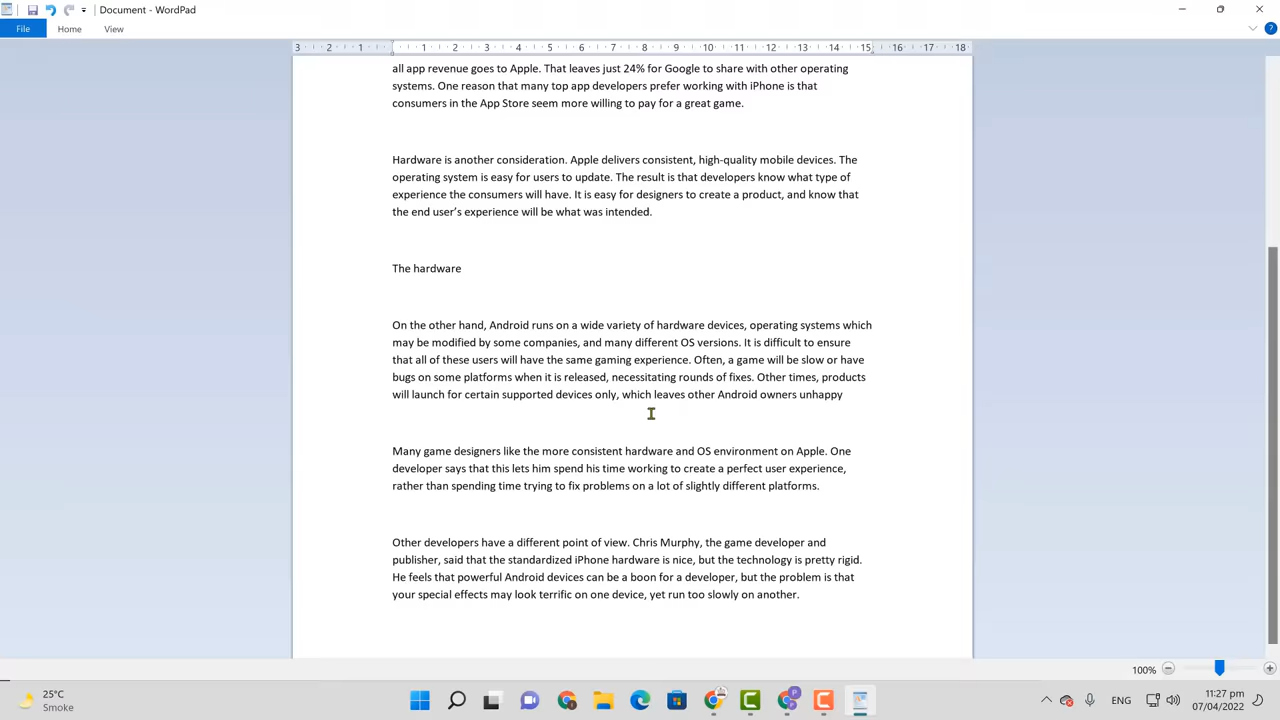 Document - WordPad
File Home View
3 2 1 1 2 3 4 5 6 7 8 9 10 11 12 13 14 15 16 17 18
all app revenue goes to Apple. That leaves just 24% for Google to share with other operating
systems. One reason that many top app developers prefer working with iPhone is that
consumers in the App Store seem more willing to pay for a great game.
Hardware is another consideration. Apple delivers consistent, high-quality mobile devices. The
operating system is easy for users to update. The result is that developers know what type of
experience the consumers will have. It is easy for designers to create a product, and know that
the end user’s experience will be what was intended.
The hardware
On the other hand, Android runs on a wide variety of hardware devices, operating systems which
may be modified by some companies, and many different OS versions. It is difficult to ensure
that all of these users will have the same gaming experience. Often, a game will be slow or have
bugs on some platforms when it is released, necessitating rounds of fixes. Other times, products
will launch for certain supported devices only, which leaves other Android owners unhappy
Many game designers like the more consistent hardware and OS environment on Apple. One
developer says that this lets him spend his time working to create a perfect user experience,
rather than spending time trying to fix problems on a lot of slightly different platforms.
Other developers have a different point of view. Chris Murphy, the game developer and
publisher, said that the standardized iPhone hardware is nice, but the technology is pretty rigid.
He feels that powerful Android devices can be a boon for a developer, but the problem is that
your special effects may look terrific on one device, yet run too slowly on another.
100%
25°C
Smoke
ENG
11:27 pm
07/04/2022